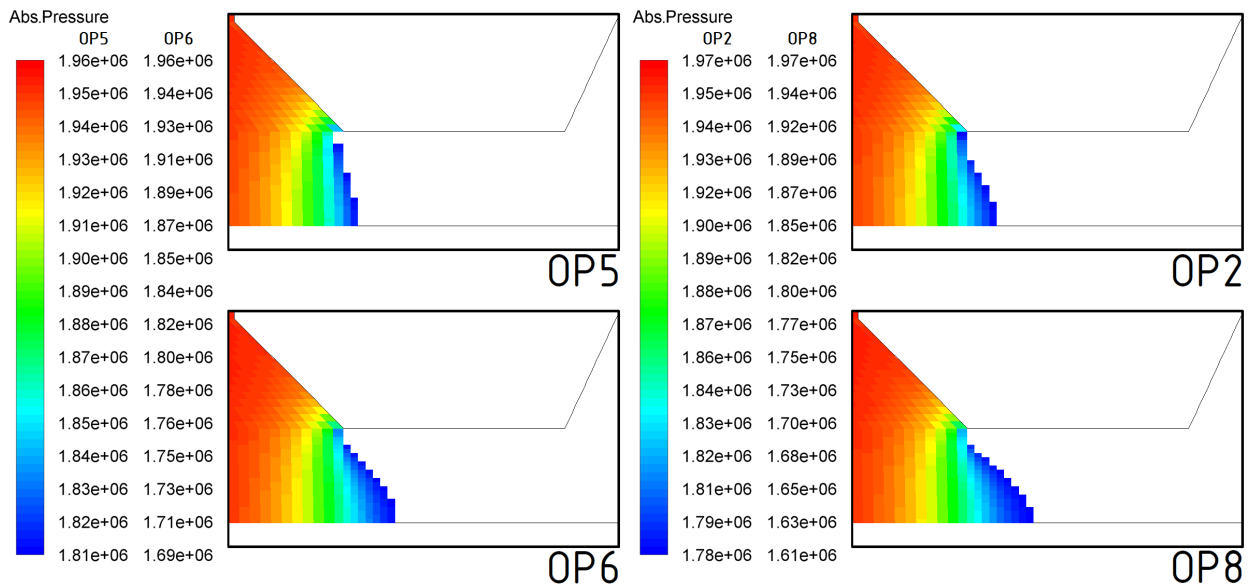 Abs.Pressure
OP5 OP6
1.96e+06 1.96e+06
1.95e+06 1.94e+06
1.94e+06 1.93e+06
1.93e+06 1.91e+06
1.92e+06 1.89e+06
1.91e+06 1.87e+06
1.90e+06 1.85e+06
1.89e+06 1.84e+06
1.88e+06 1.82e+06
1.87e+06 1.80e+06
1.86e+06 1.78e+06
1.85e+06 1.76e+06
1.84e+06 1.75e+06
1.83e+06 1.73e+06
1.82e+06 1.71e+06
1.81e+06 1.69e+06
OP5
OP6
Abs.Pressure
OP2 OP8
1.97e+06 1.97e+06
1.95e+06 1.94e+06
1.94e+06 1.92e+06
1.93e+06 1.89e+06
1.92e+06 1.87e+06
1.90e+06 1.85e+06
1.89e+06 1.82e+06
1.88e+06 1.80e+06
1.87e+06 1.77e+06
1.86e+06 1.75e+06
1.84e+06 1.73e+06
1.83e+06 1.70e+06
1.82e+06 1.68e+06
1.81e+06 1.65e+06
1.79e+06 1.63e+06
1.78e+06 1.61e+06
OP2
OP8